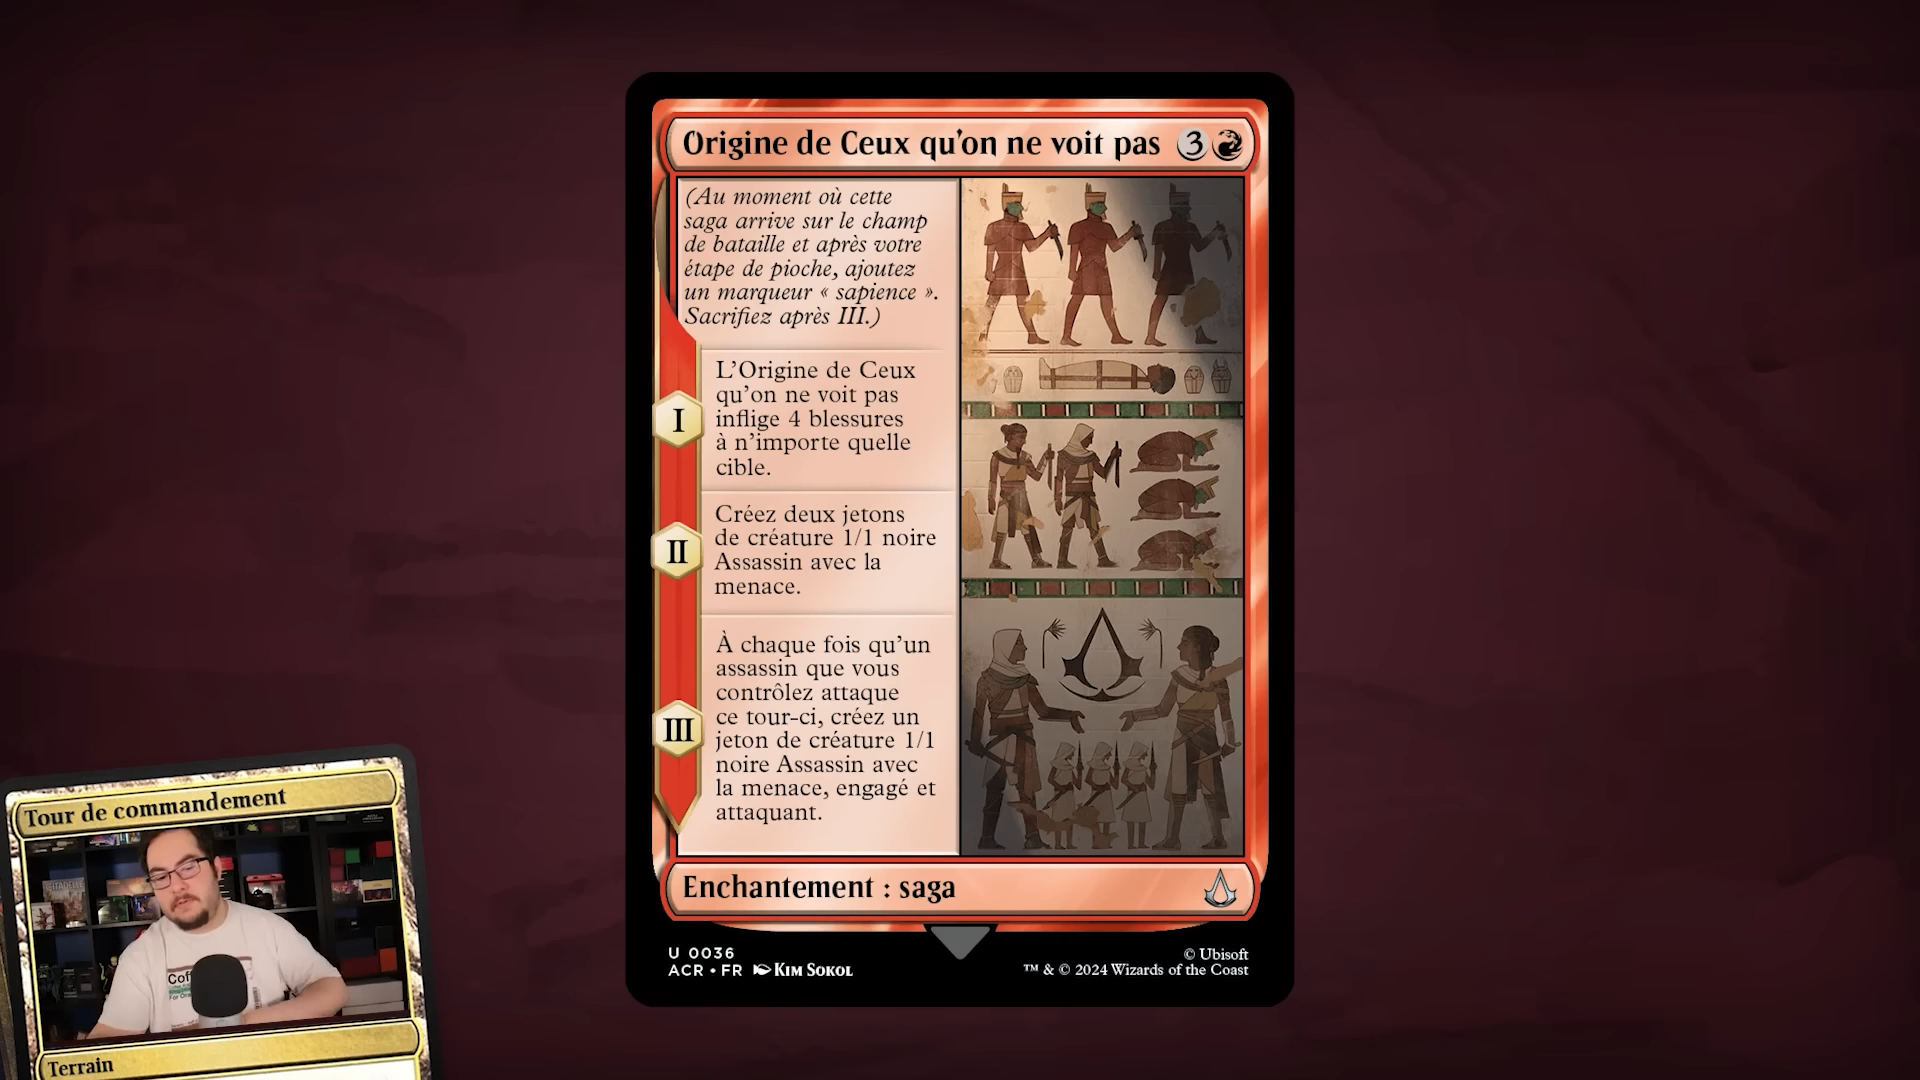 Origine de Ceux qu'on ne voit pas 3
(Au moment où cette
saga arrive sur le champ
de bataille et après votre
étape de pioche, ajoutez
un marqueur « sapience ».
Sacrifiez après III.)
I
L'Origine de Ceux
qu'on ne voit pas
inflige 4 blessures
à n'importe quelle
cible.
II
Créez deux jetons
de créature 1/1 noire
Assassin avec la
menace.
III
À chaque fois qu'un
assassin que vous
contrôlez attaque
ce tour-ci, créez un
jeton de créature 1/1
noire Assassin avec
la menace, engagé et
attaquant.
Enchantement : saga
U 0036
ACR • FR Kim Sokol
© Ubisoft
™ & © 2024 Wizards of the Coast
Tour de commandement
Terrain